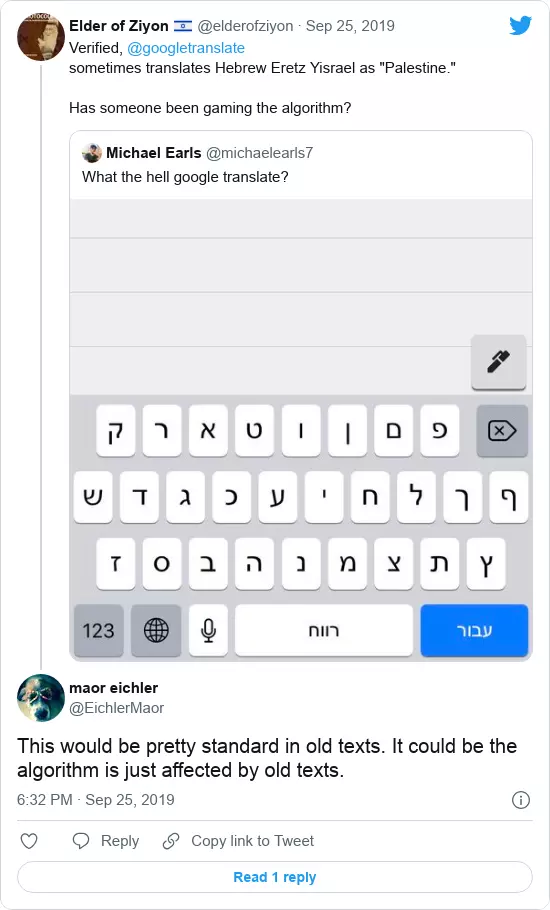 Elder of Ziyon 🇮🇱 @elderofziyon · Sep 25, 2019
Verified, @googletranslate
sometimes translates Hebrew Eretz Yisrael as "Palestine."
Has someone been gaming the algorithm?
Michael Earls @michaelearls7
What the hell google translate?
ק ר א ט ו ן ם פ
ש ד ג כ ע י ח ל ך ף
ז ס ב ה נ מ צ ת ץ
123 רווח עבור
maor eichler
@EichlerMaor
This would be pretty standard in old texts. It could be the
algorithm is just affected by old texts.
6:32 PM · Sep 25, 2019
Reply Copy link to Tweet
Read 1 reply